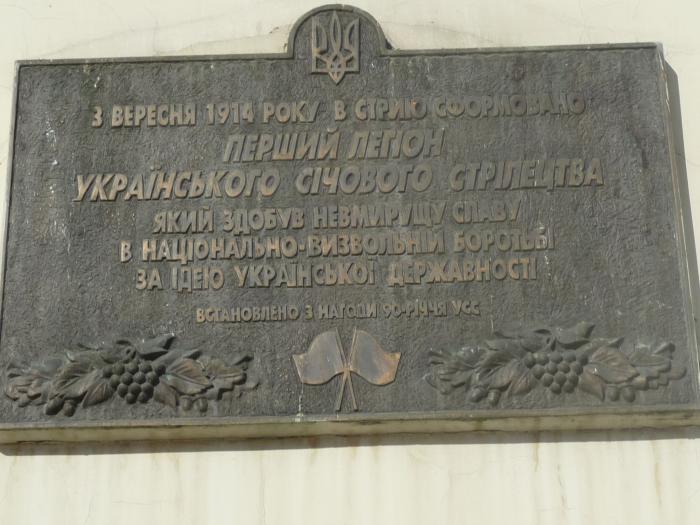 3 ВЕРЕСНЯ 1914 РОКУ В СТРИЮ СФОРМОВАНО
ПЕРШИЙ ЛЕГІОН
УКРАЇНСЬКОГО СІЧОВОГО СТРІЛЕЦТВА
ЯКИЙ ЗДОБУВ НЕВМИРУЩУ СЛАВУ
В НАЦІОНАЛЬНО-ВИЗВОЛЬНІЙ БОРОТЬБІ
ЗА ІДЕЮ УКРАЇНСЬКОЇ ДЕРЖАВНОСТІ
ВСТАНОВЛЕНО З НАГОДИ 90-РІЧЧЯ УСС